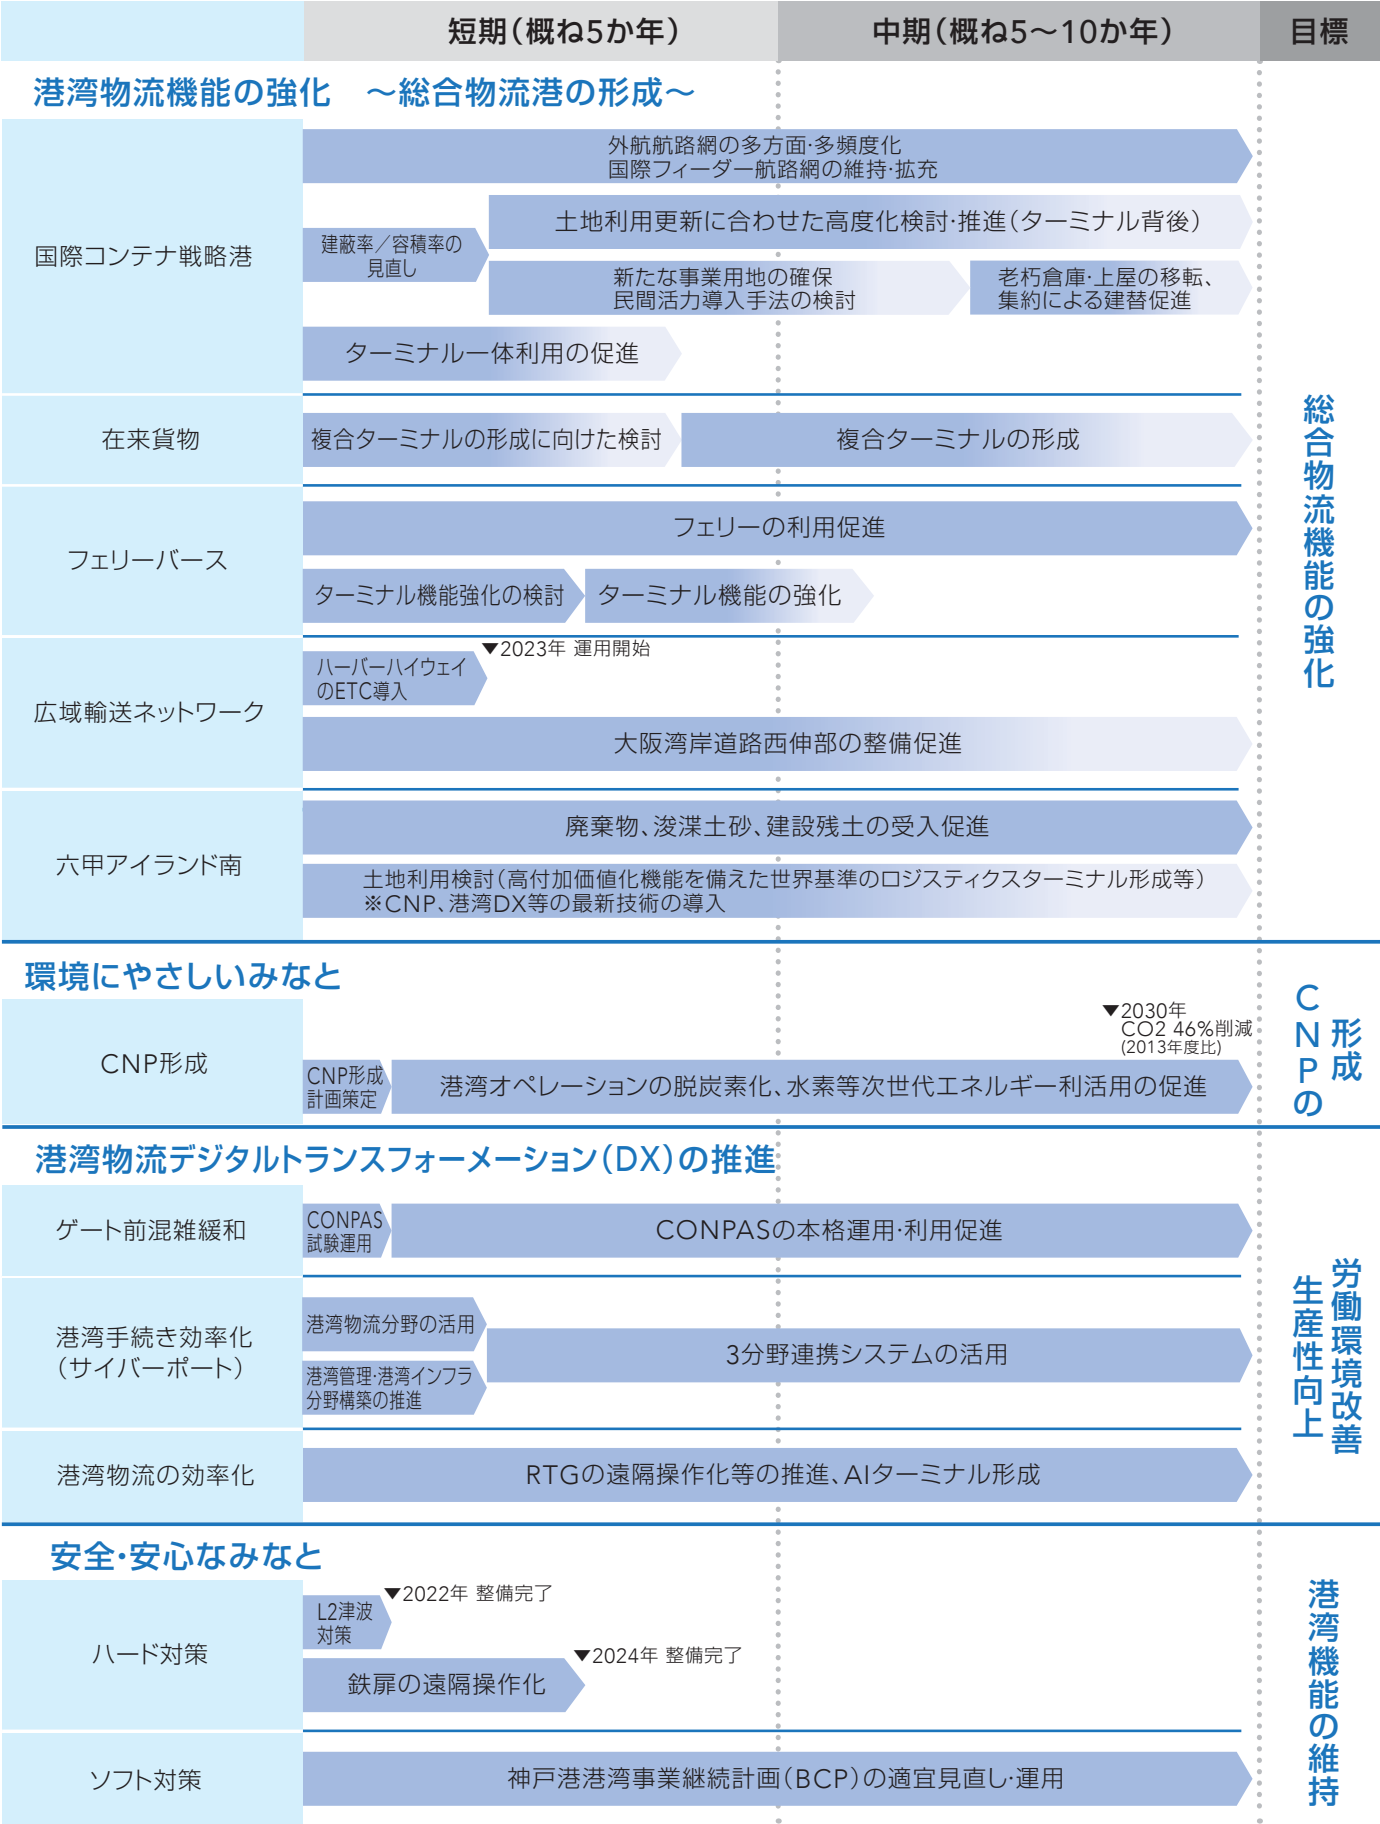 短期（概ね5か年）
中期（概ね5～10か年）
目標
港湾物流機能の強化　～総合物流港の形成～
国際コンテナ戦略港
外航航路網の多方面・多頻度化
国際フィーダー航路網の維持・拡充
建蔽率／容積率の
見直し
土地利用更新に合わせた高度化検討・推進（ターミナル背後）
新たな事業用地の確保
民間活力導入手法の検討
老朽倉庫・上屋の移転、
集約による建替促進
ターミナル一体利用の促進
在来貨物
複合ターミナルの形成に向けた検討
複合ターミナルの形成
フェリーバース
フェリーの利用促進
ターミナル機能強化の検討
ターミナル機能の強化
広域輸送ネットワーク
▼2023年 運用開始
ハーバーハイウェイ
のETC導入
大阪湾岸道路西伸部の整備促進
六甲アイランド南
廃棄物、浚渫土砂、建設残土の受入促進
土地利用検討（高付加価値化機能を備えた世界基準のロジスティクスターミナル形成等）
※CNP、港湾DX等の最新技術の導入
総合物流機能の強化
環境にやさしいみなと
CNP形成
▼2030年
CO2 46%削減
(2013年度比)
CNP形成
計画策定
港湾オペレーションの脱炭素化、水素等次世代エネルギー利活用の促進
CNPの
形成
港湾物流デジタルトランスフォーメーション（DX）の推進
ゲート前混雑緩和
CONPAS
試験運用
CONPASの本格運用・利用促進
港湾手続き効率化
（サイバーポート）
港湾物流分野の活用
港湾管理・港湾インフラ
分野構築の推進
3分野連携システムの活用
港湾物流の効率化
RTGの遠隔操作化等の推進、AIターミナル形成
労働環境改善
生産性向上
安全・安心なみなと
ハード対策
▼2022年 整備完了
L2津波
対策
▼2024年 整備完了
鉄扉の遠隔操作化
ソフト対策
神戸港港湾事業継続計画（BCP）の適宜見直し・運用
港湾機能の維持